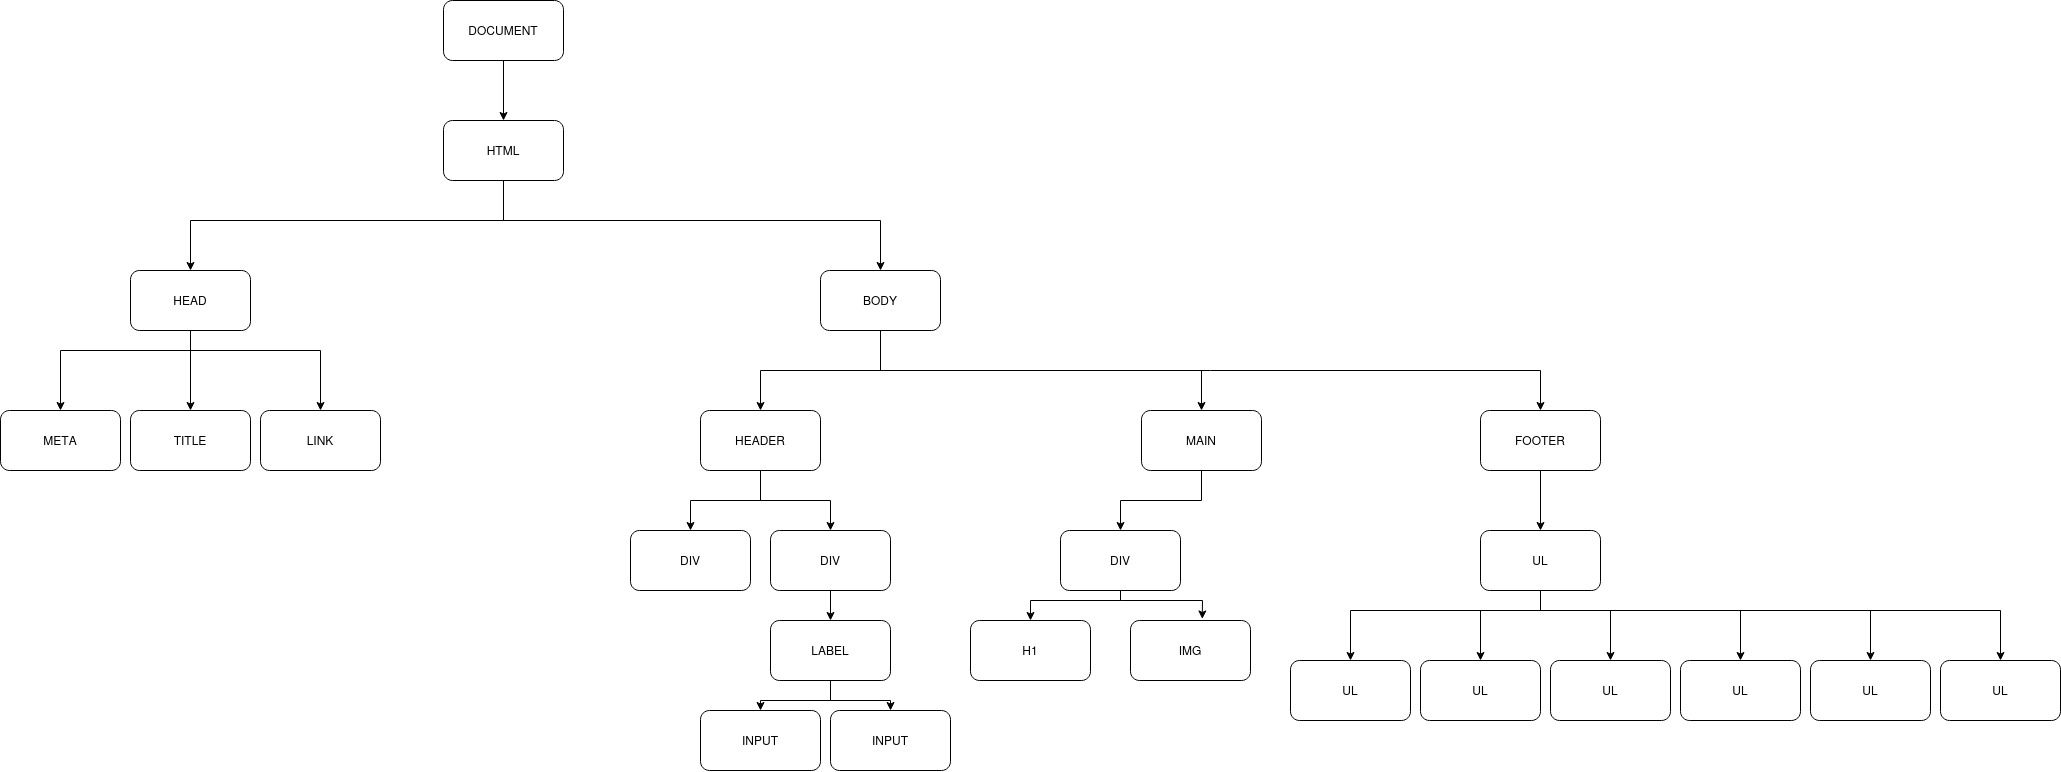 DOCUMENT
HTML
HEAD
BODY
META
TITLE
LINK
HEADER
MAIN
FOOTER
DIV
DIV
DIV
UL
LABEL
H1
IMG
UL
UL
UL
UL
UL
UL
INPUT
INPUT